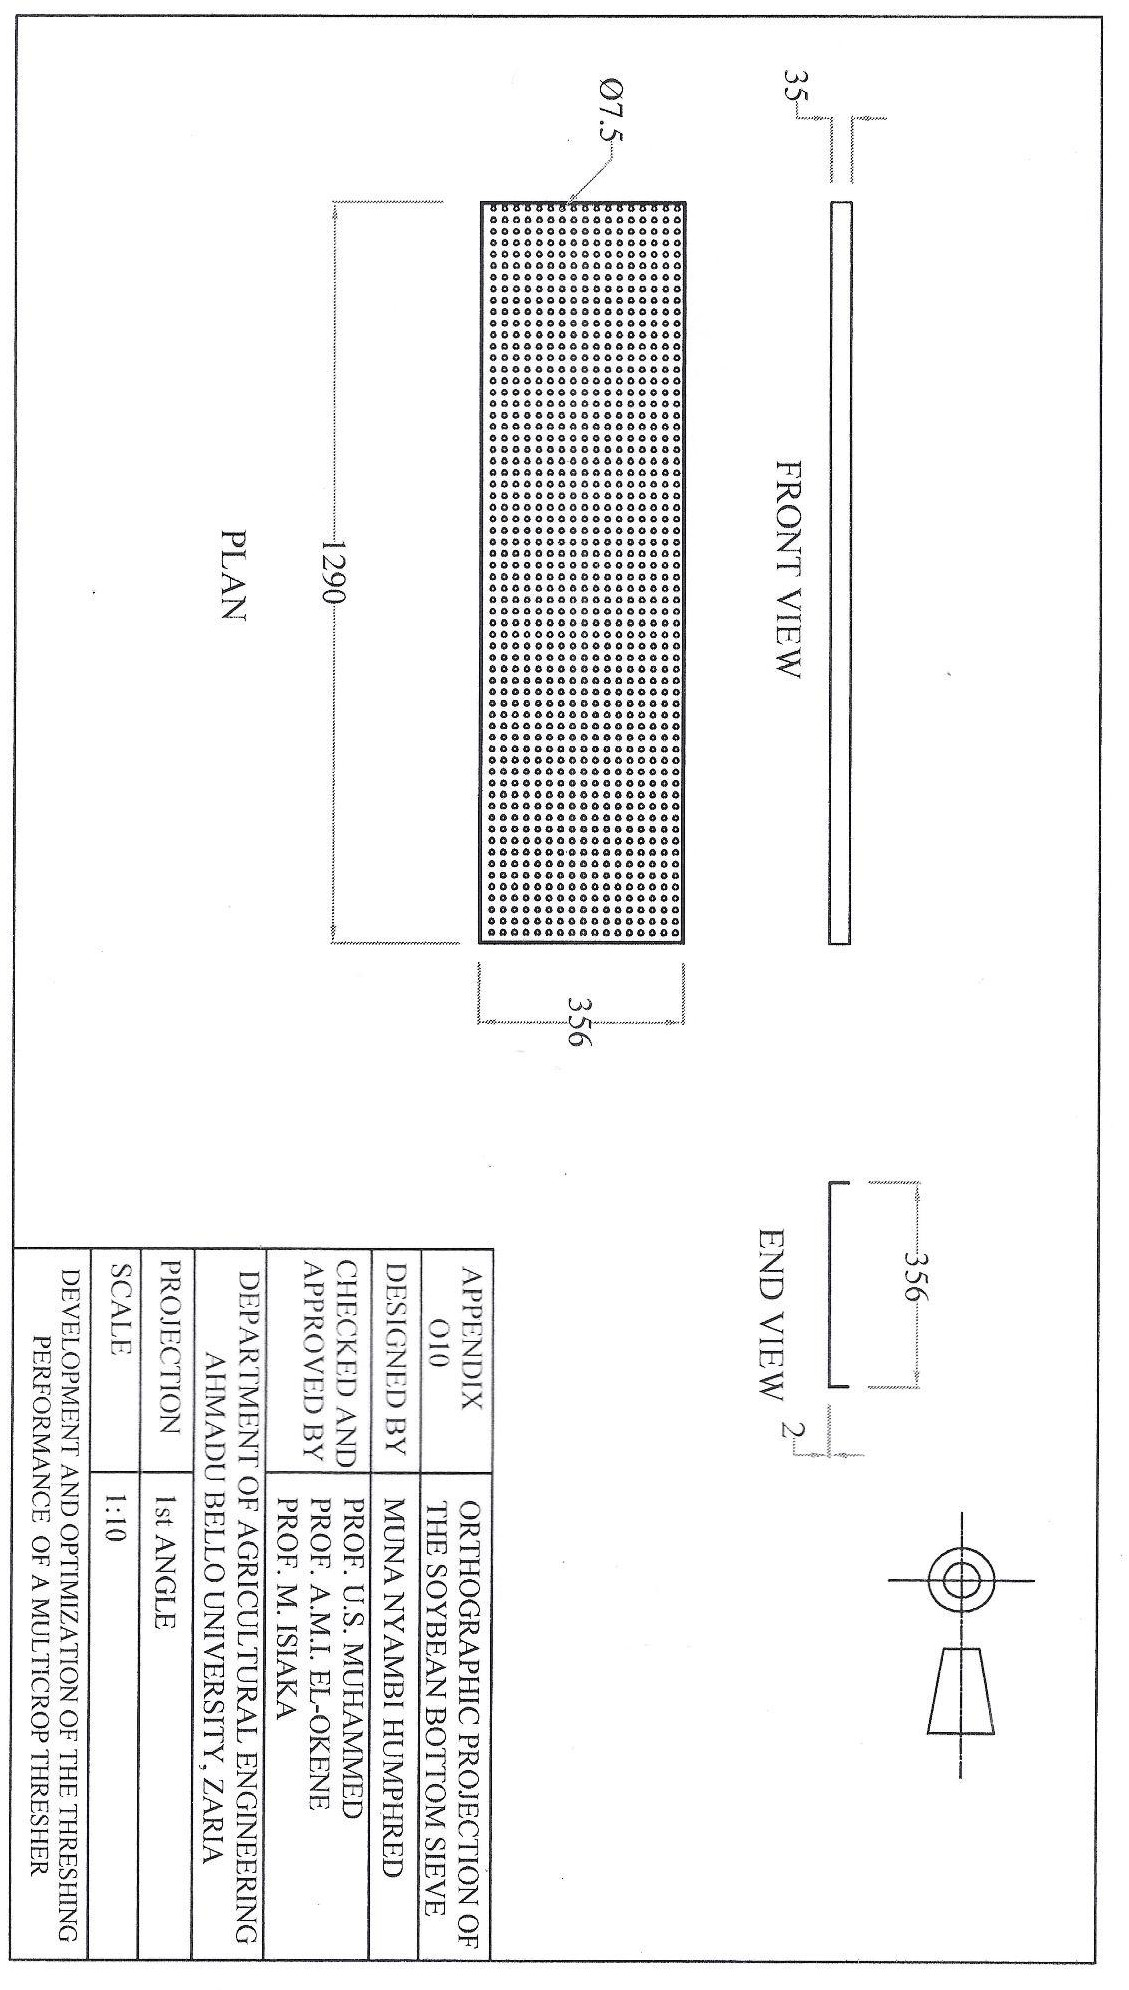 35
FRONT VIEW
Ø7.5
356
1290
PLAN
356
END VIEW
2
APPENDIX
O10
ORTHOGRAPHIC PROJECTION OF
THE SOYBEAN BOTTOM SIEVE
DESIGNED BY
MUNA NYAMBI HUMPHRED
CHECKED AND
APPROVED BY
PROF. U.S. MUHAMMED
PROF. A.M.I. EL-OKENE
PROF. M. ISIAKA
DEPARTMENT OF AGRICULTURAL ENGINEERING
AHMADU BELLO UNIVERSITY, ZARIA
PROJECTION
1st ANGLE
SCALE
1:10
DEVELOPMENT AND OPTIMIZATION OF THE THRESHING
PERFORMANCE OF A MULTICROP THRESHER